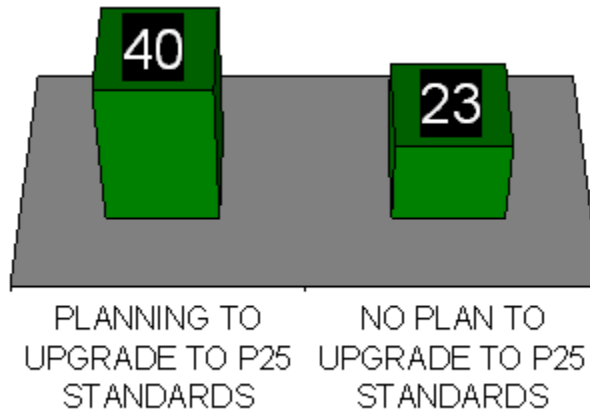 40
23
PLANNING TO
UPGRADE TO P25
STANDARDS
NO PLAN TO
UPGRADE TO P25
STANDARDS